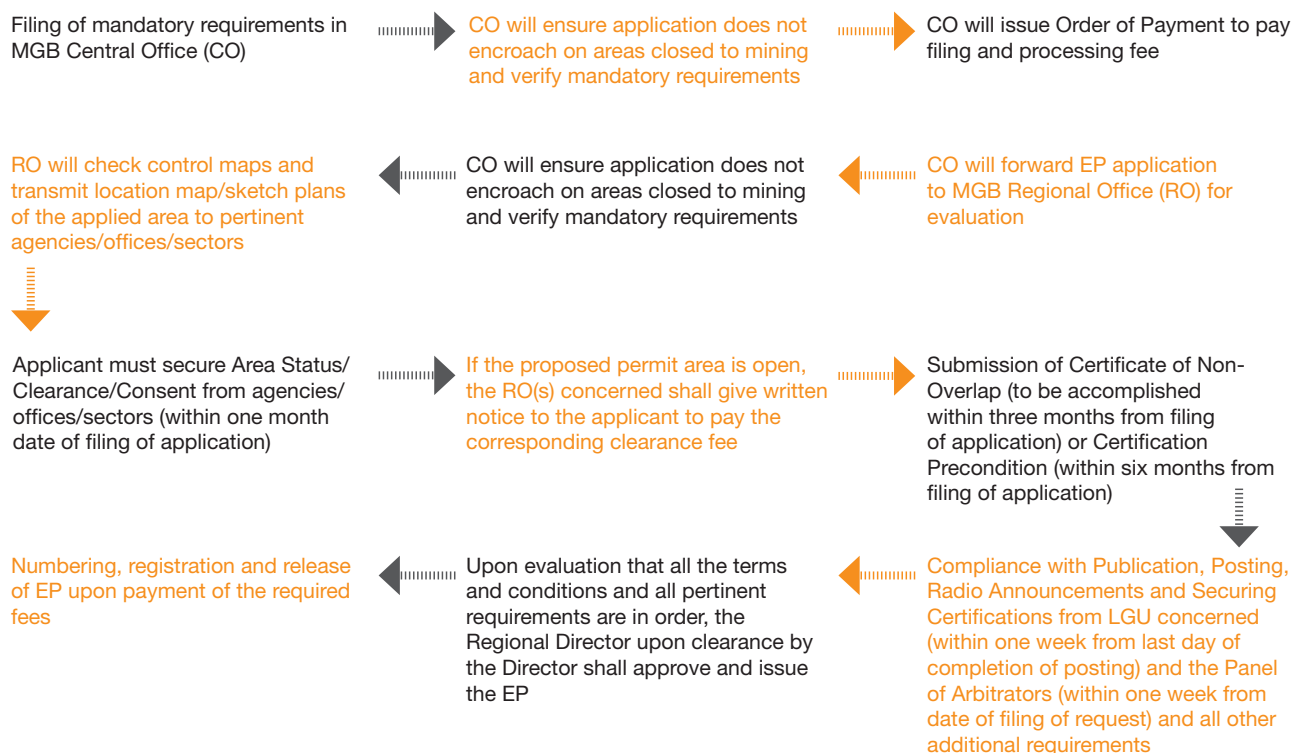 Filing of mandatory requirements in
MGB Central Office (CO)
CO will ensure application does not
encroach on areas closed to mining
and verify mandatory requirements
CO will issue Order of Payment to pay
filing and processing fee
CO will forward EP application
to MGB Regional Office (RO) for
evaluation
CO will ensure application does not
encroach on areas closed to mining
and verify mandatory requirements
RO will check control maps and
transmit location map/sketch plans
of the applied area to pertinent
agencies/offices/sectors
Applicant must secure Area Status/
Clearance/Consent from agencies/
offices/sectors (within one month
date of filing of application)
If the proposed permit area is open,
the RO(s) concerned shall give written
notice to the applicant to pay the
corresponding clearance fee
Submission of Certificate of Non-
Overlap (to be accomplished
within three months from filing
of application) or Certification
Precondition (within six months from
filing of application)
Compliance with Publication, Posting,
Radio Announcements and Securing
Certifications from LGU concerned
(within one week from last day of
completion of posting) and the Panel
of Arbitrators (within one week from
date of filing of request) and all other
additional requirements
Upon evaluation that all the terms
and conditions and all pertinent
requirements are in order, the
Regional Director upon clearance by
the Director shall approve and issue
the EP
Numbering, registration and release
of EP upon payment of the required
fees